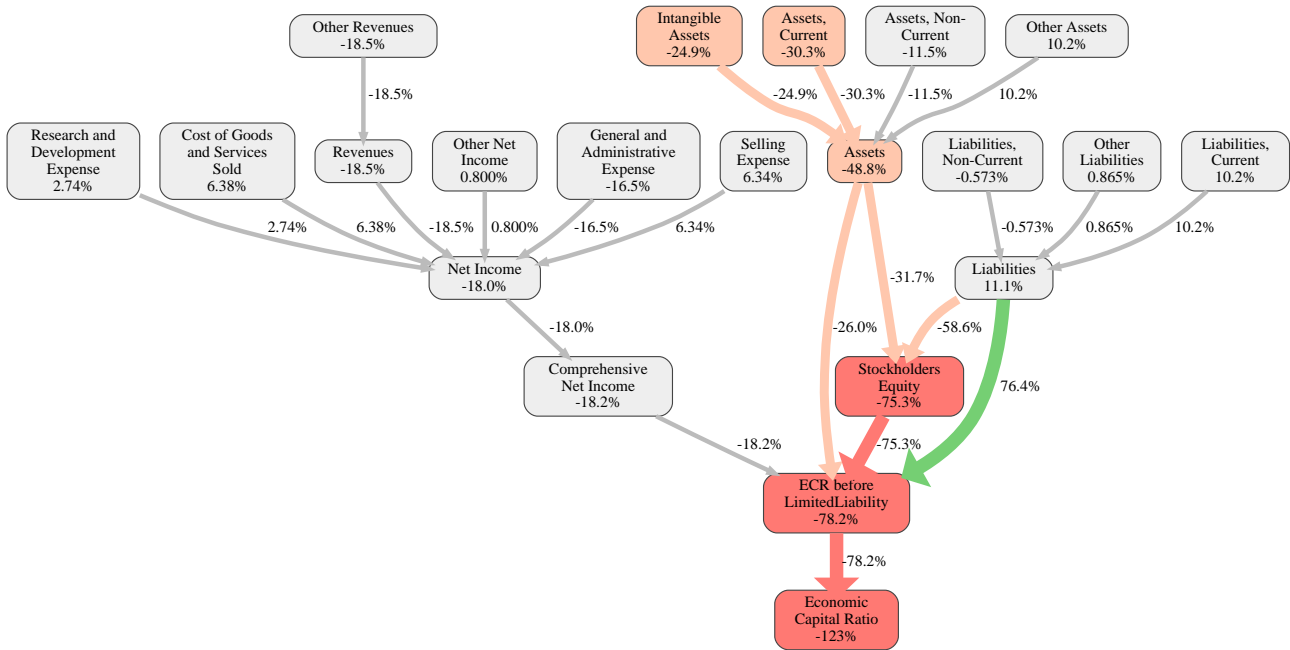 Other Revenues
-18.5%
Intangible
Assets
-24.9%
Assets,
Current
-30.3%
Assets, Non-
Current
-11.5%
Other Assets
10.2%
-18.5%
-24.9%
-30.3%
-11.5%
10.2%
Research and
Development
Expense
2.74%
Cost of Goods
and Services
Sold
6.38%
Revenues
-18.5%
Other Net
Income
0.800%
General and
Administrative
Expense
-16.5%
Selling
Expense
6.34%
Assets
-48.8%
Liabilities,
Non-Current
-0.573%
Other
Liabilities
0.865%
Liabilities,
Current
10.2%
2.74%
6.38%
-18.5%
0.800%
-16.5%
6.34%
-0.573%
0.865%
10.2%
Net Income
-18.0%
Liabilities
11.1%
-31.7%
-18.0%
-26.0%
-58.6%
Comprehensive
Net Income
-18.2%
Stockholders
Equity
-75.3%
76.4%
-18.2%
-75.3%
ECR before
LimitedLiability
-78.2%
-78.2%
Economic
Capital Ratio
-123%